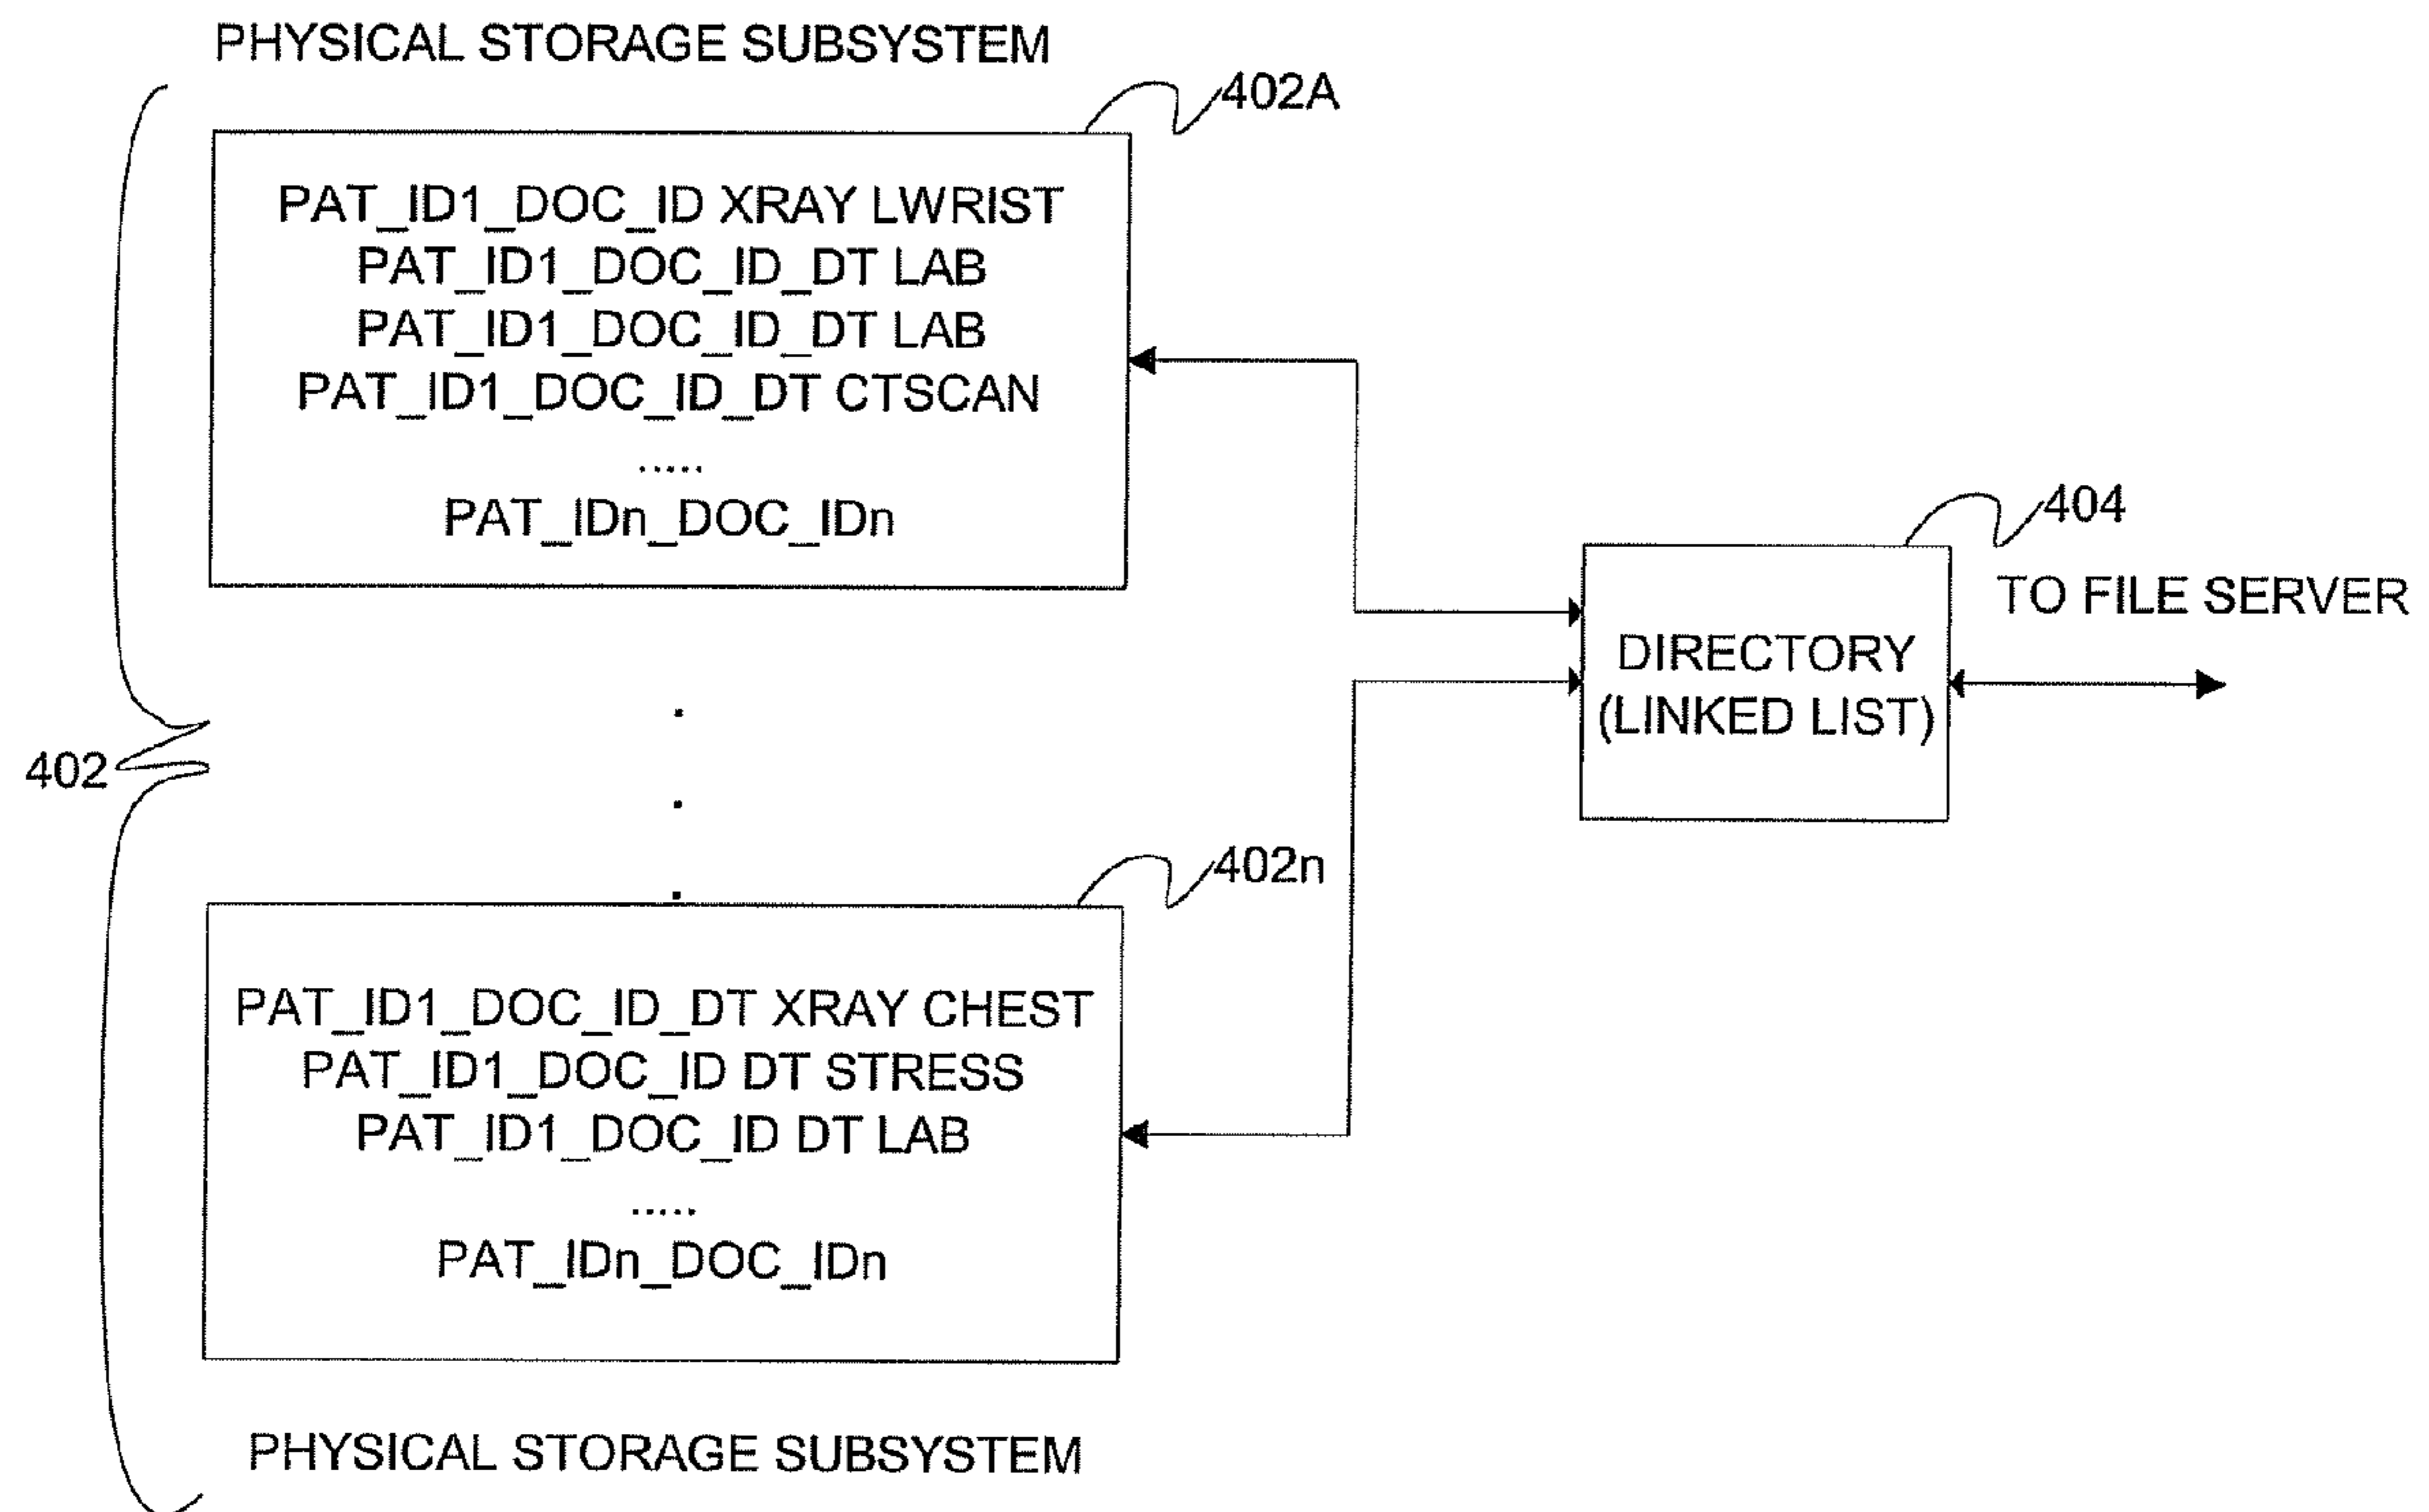 PHYSICAL STORAGE SUBSYSTEM
402A
PAT_ID1_DOC_ID XRAY LWRIST
PAT_ID1_DOC_ID_DT LAB
PAT_ID1_DOC_ID_DT LAB
PAT_ID1_DOC_ID_DT CTSCAN
.....
PAT_IDn_DOC_IDn
404
TO FILE SERVER
DIRECTORY
(LINKED LIST)
402
402n
PAT_ID1_DOC_ID_DT XRAY CHEST
PAT_ID1_DOC_ID DT STRESS
PAT_ID1_DOC_ID DT LAB
.....
PAT_IDn_DOC_IDn
PHYSICAL STORAGE SUBSYSTEM